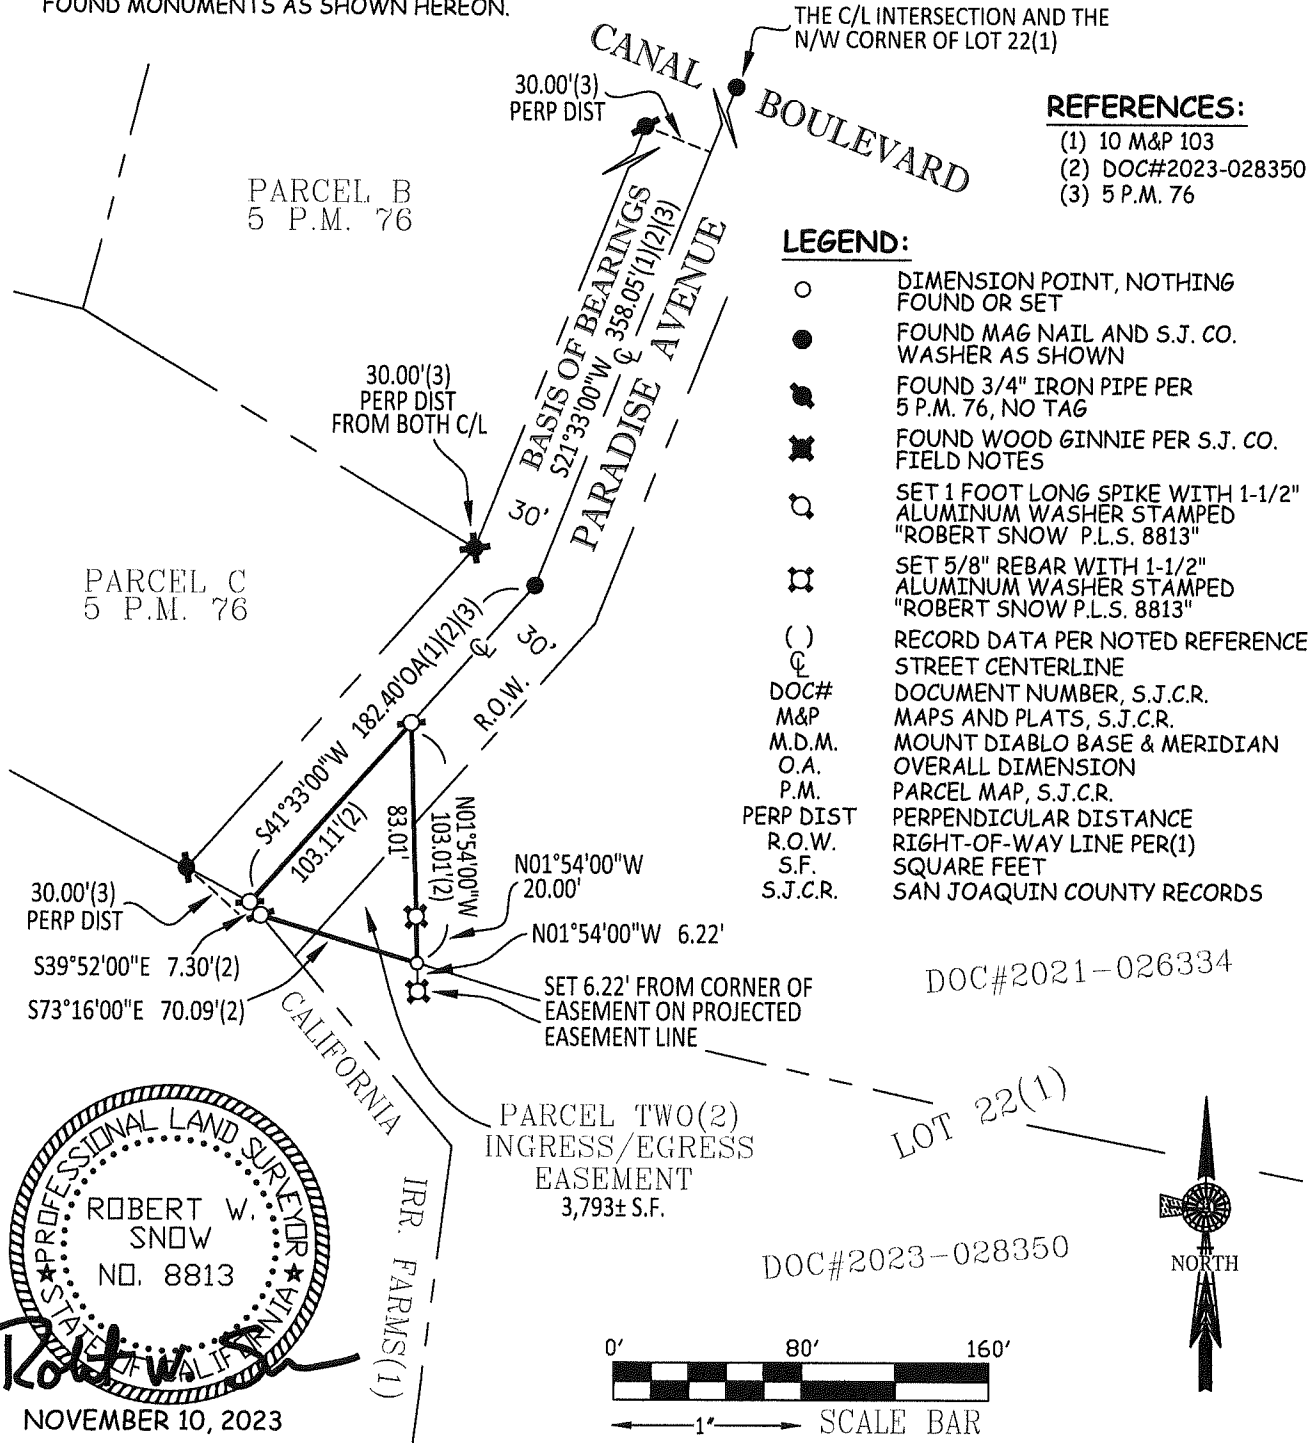 FOUND MONUMENTS AS SHOWN HEREON.
THE C/L INTERSECTION AND THE
N/W CORNER OF LOT 22(1)
CANAL BOULEVARD
30.00'(3)
PERP DIST
REFERENCES:
(1) 10 M&P 103
(2) DOC#2023-028350
(3) 5 P.M. 76
PARCEL B
5 P.M. 76
BASIS OF BEARINGS
S21°33'00"W 358.05'(1)(2)(3)
℄
PARADISE AVENUE
30'
30'
LEGEND:
DIMENSION POINT, NOTHING
FOUND OR SET
FOUND MAG NAIL AND S.J. CO.
WASHER AS SHOWN
FOUND 3/4" IRON PIPE PER
5 P.M. 76, NO TAG
FOUND WOOD GINNIE PER S.J. CO.
FIELD NOTES
SET 1 FOOT LONG SPIKE WITH 1-1/2"
ALUMINUM WASHER STAMPED
"ROBERT SNOW P.L.S. 8813"
SET 5/8" REBAR WITH 1-1/2"
ALUMINUM WASHER STAMPED
"ROBERT SNOW P.L.S. 8813"
( ) RECORD DATA PER NOTED REFERENCE
℄ STREET CENTERLINE
DOC# DOCUMENT NUMBER, S.J.C.R.
M&P MAPS AND PLATS, S.J.C.R.
M.D.M. MOUNT DIABLO BASE & MERIDIAN
O.A. OVERALL DIMENSION
P.M. PARCEL MAP, S.J.C.R.
PERP DIST PERPENDICULAR DISTANCE
R.O.W. RIGHT-OF-WAY LINE PER(1)
S.F. SQUARE FEET
S.J.C.R. SAN JOAQUIN COUNTY RECORDS
30.00'(3)
PERP DIST
FROM BOTH C/L
PARCEL C
5 P.M. 76
S41°33'00"W 182.40'OA(1)(2)(3)
℄
R.O.W.
103.11'(2)
83.01'
N01°54'00"W
103.01'(2)
N01°54'00"W
20.00'
N01°54'00"W 6.22'
30.00'(3)
PERP DIST
S39°52'00"E 7.30'(2)
S73°16'00"E 70.09'(2)
SET 6.22' FROM CORNER OF
EASEMENT ON PROJECTED
EASEMENT LINE
DOC#2021-026334
CALIFORNIA
IRR. FARMS(1)
PARCEL TWO(2)
INGRESS/EGRESS
EASEMENT
3,793± S.F.
LOT 22(1)
DOC#2023-028350
NORTH
PROFESSIONAL LAND SURVEYOR
STATE OF CALIFORNIA
ROBERT W.
SNOW
NO. 8813
Robt W. Sn
NOVEMBER 10, 2023
0' 80' 160'
1" SCALE BAR